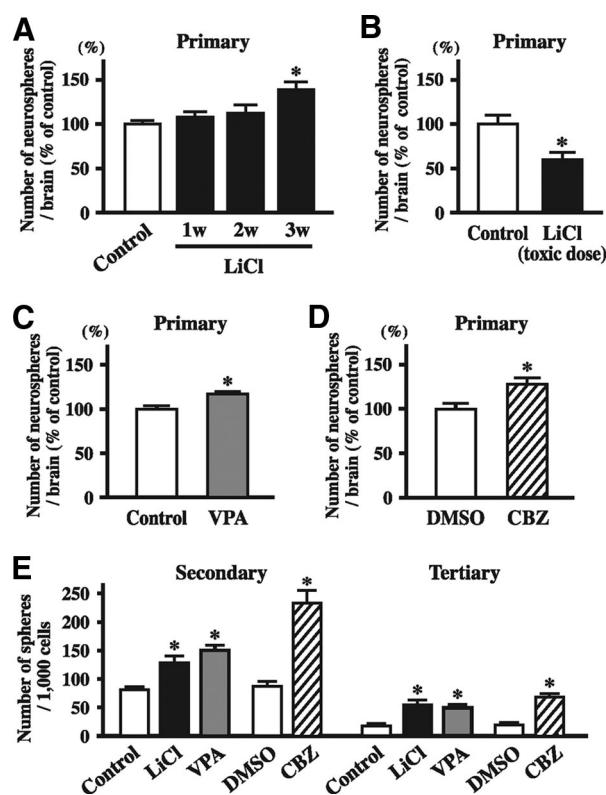 A
(%)
Primary
Number of neurospheres
/ brain (% of control)
150
100
50
0
Control
1w
2w
3w
LiCl
*
B
(%)
Primary
Number of neurospheres
/ brain (% of control)
150
100
50
0
Control
LiCl
(toxic dose)
*
C
(%)
Primary
Number of neurospheres
/ brain (% of control)
150
100
50
0
Control
VPA
*
D
(%)
Primary
Number of neurospheres
/ brain (% of control)
150
100
50
0
DMSO
CBZ
*
E
Secondary
Tertiary
Number of spheres
/ 1,000 cells
250
200
150
100
50
0
*
*
*
*
*
*
Control
LiCl
VPA
DMSO
CBZ
Control
LiCl
VPA
DMSO
CBZ